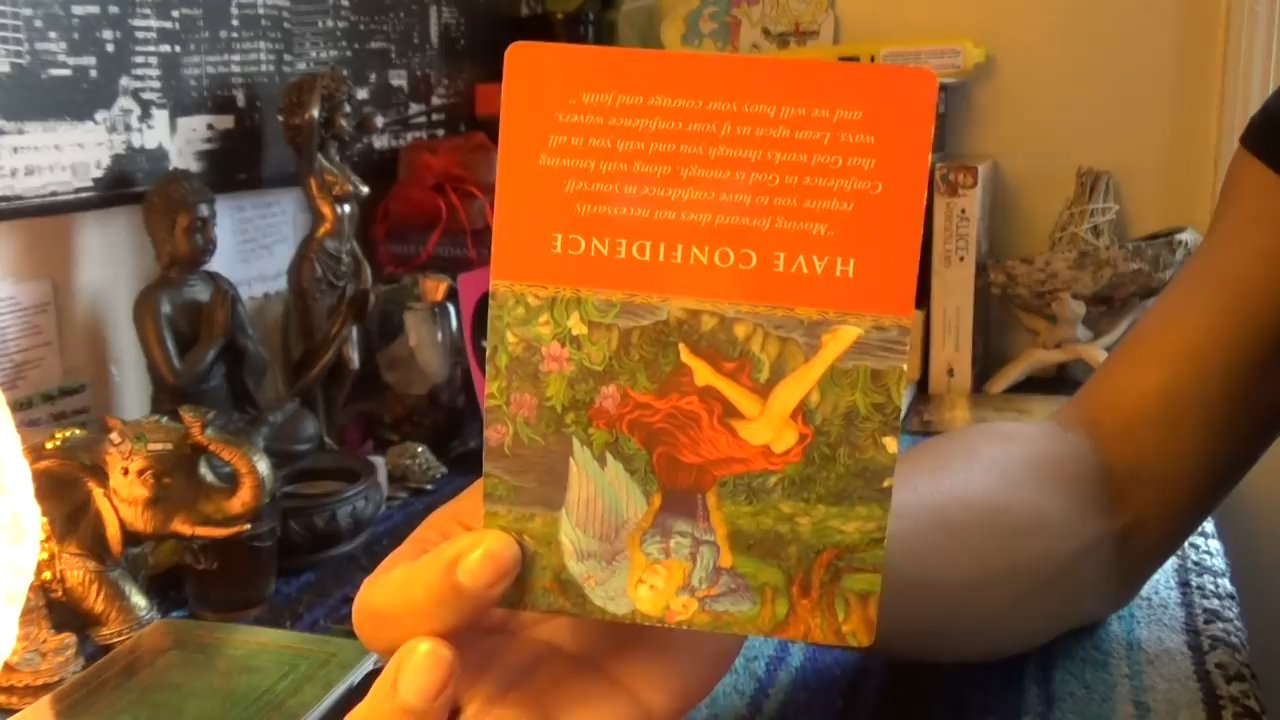 HAVE CONFIDENCE
"Moving forward does not necessarily
require you to have confidence in yourself.
Confidence in God is enough, along with knowing
that God works through you and with you in all
ways. Lean upon us if your confidence wavers,
and we will buoy your courage and faith."
ALICE